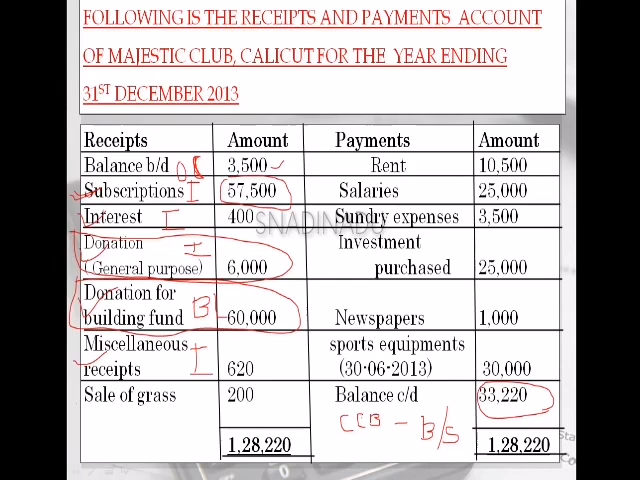 FOLLOWING IS THE RECEIPTS AND PAYMENTS ACCOUNT
OF MAJESTIC CLUB, CALICUT FOR THE YEAR ENDING
31ST DECEMBER 2013
Receipts Amount Payments Amount
Balance b/d 3,500 Rent 10,500
Subscriptions I 57,500 Salaries 25,000
Interest I 400 Sundry expenses 3,500
SNADINADU
Donation I Investment
(General purpose) 6,000 purchased 25,000
Donation for
building fund B 60,000 Newspapers 1,000
Miscellaneous sports equipments
receipts I 620 (30-06-2013) 30,000
Sale of grass 200 Balance c/d 33,220
CCB - B/S
1,28,220 1,28,220